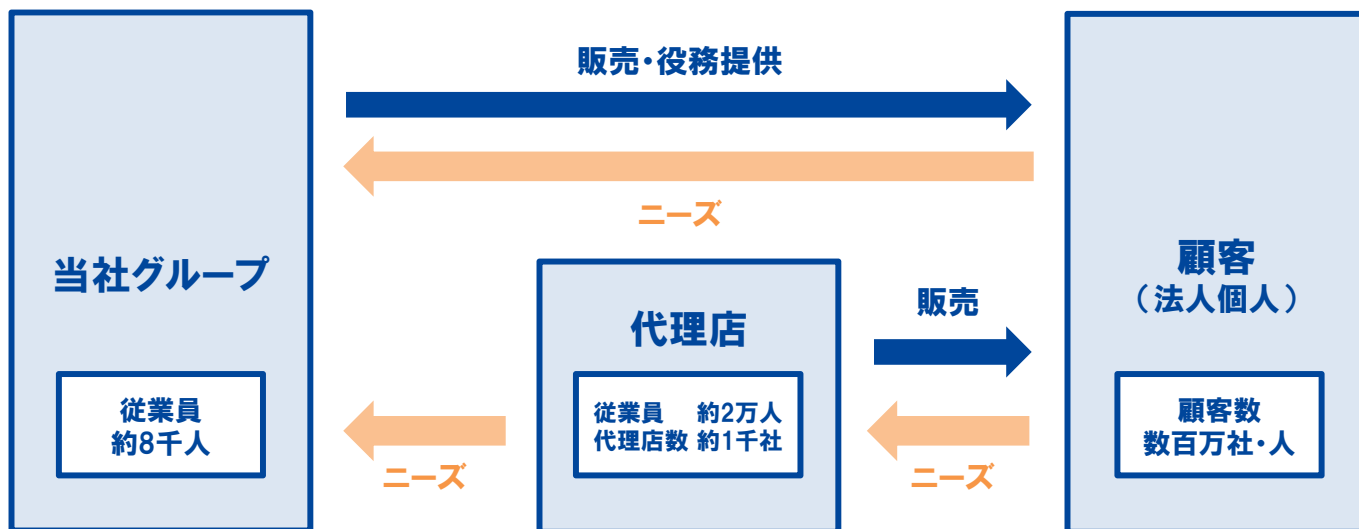 販売・役務提供
ニーズ
当社グループ
従業員
約8千人
代理店
従業員 約2万人
代理店数 約1千社
販売
ニーズ
ニーズ
顧客
（法人個人）
顧客数
数百万社・人